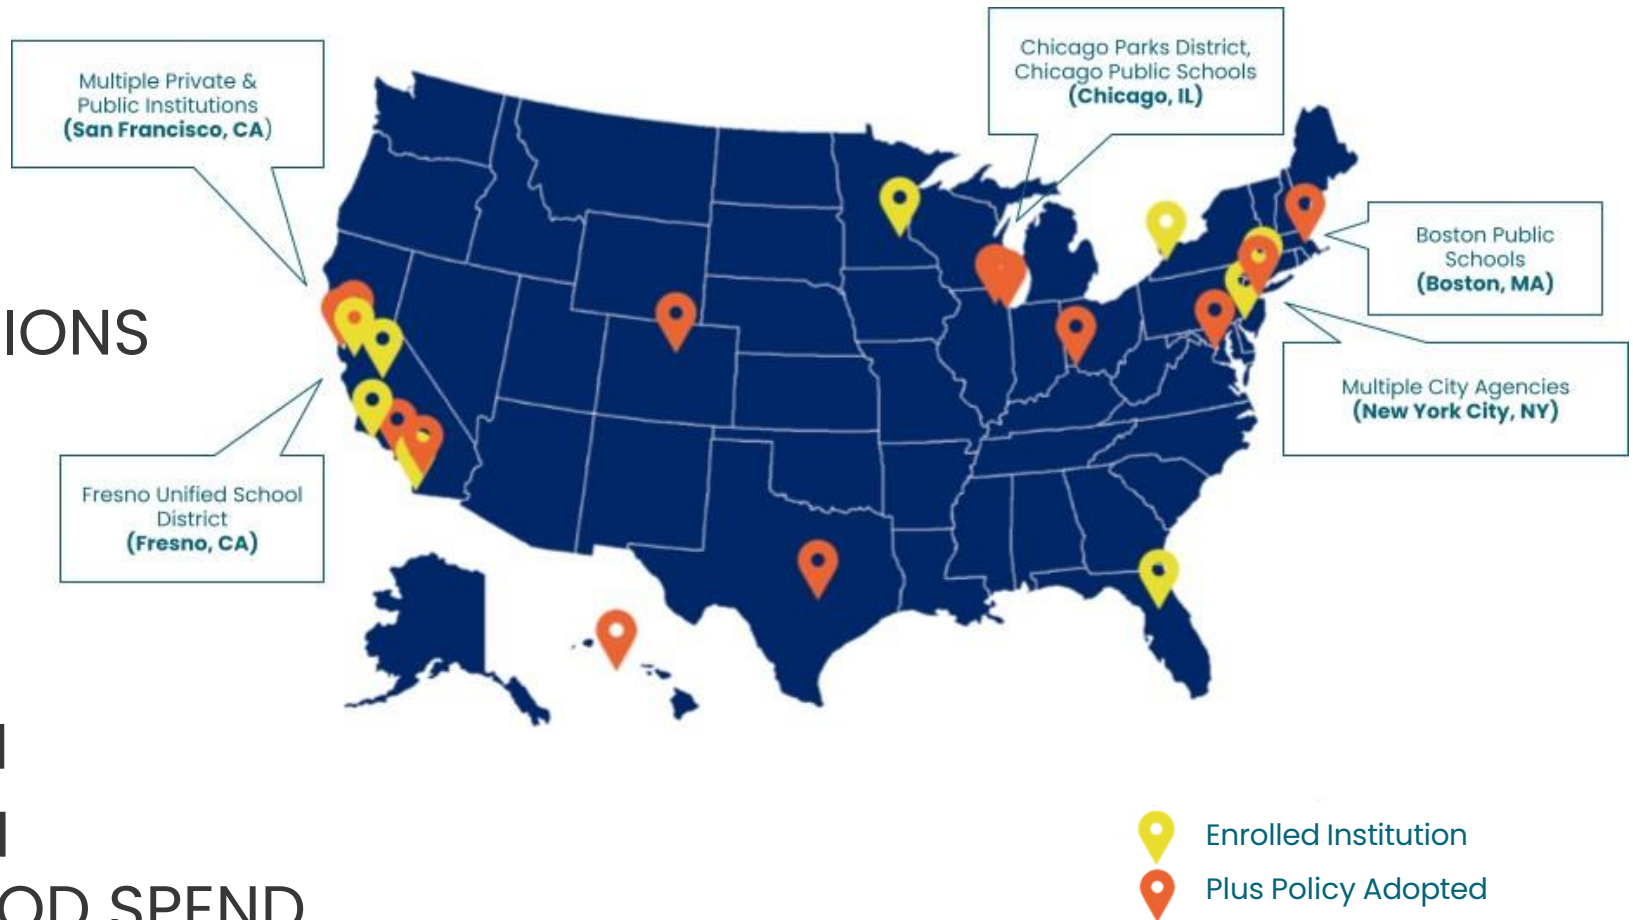 Multiple Private &
Public Institutions
(San Francisco, CA)
Chicago Parks District,
Chicago Public Schools
(Chicago, IL)
Boston Public
Schools
(Boston, MA)
IONS
Multiple City Agencies
(New York City, NY)
Fresno Unified School
District
(Fresno, CA)
Enrolled Institution
Plus Policy Adopted
OD SPEND